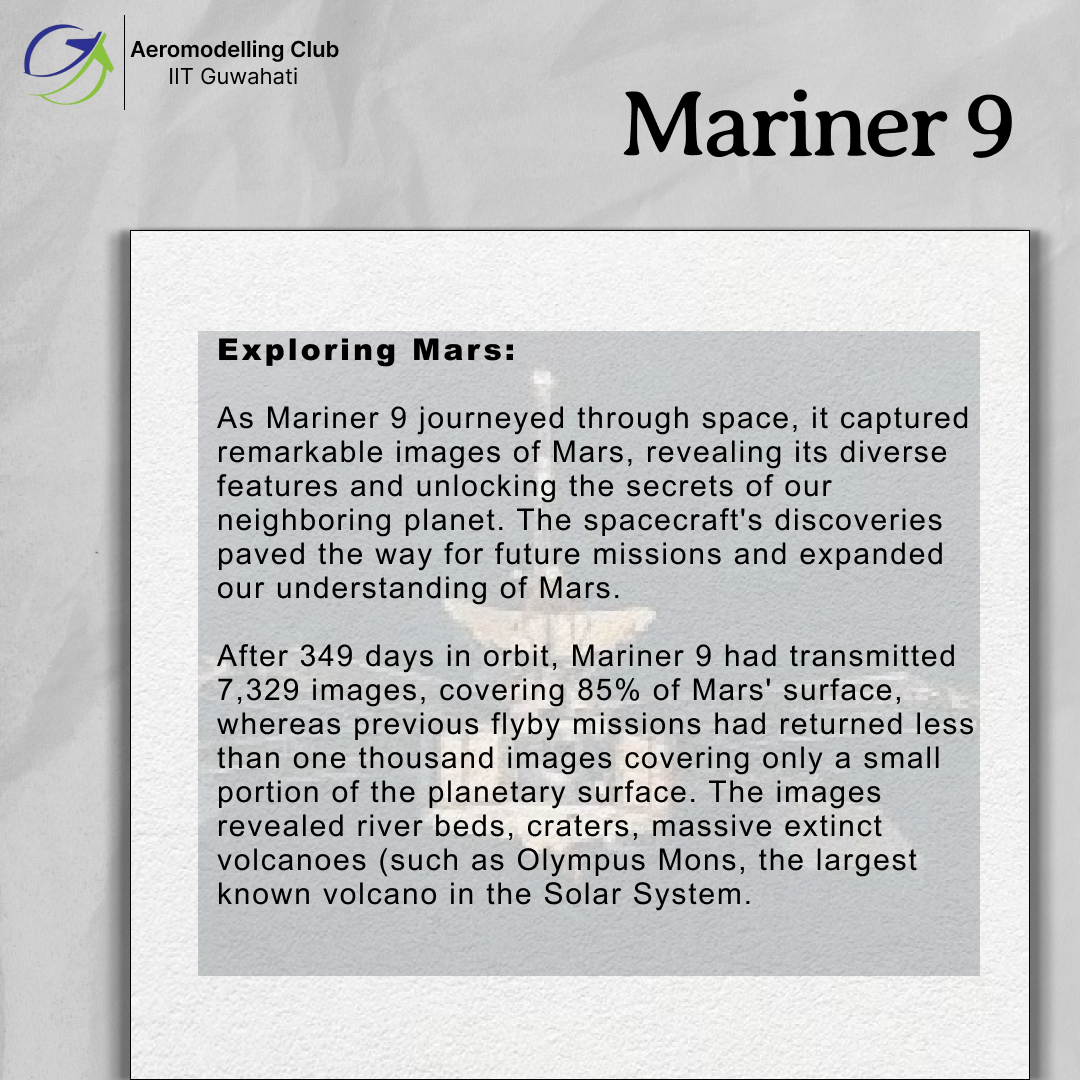 Aeromodelling Club
IIT Guwahati
Mariner 9
Exploring Mars:
As Mariner 9 journeyed through space, it captured
remarkable images of Mars, revealing its diverse
features and unlocking the secrets of our
neighboring planet. The spacecraft's discoveries
paved the way for future missions and expanded
our understanding of Mars.
After 349 days in orbit, Mariner 9 had transmitted
7,329 images, covering 85% of Mars' surface,
whereas previous flyby missions had returned less
than one thousand images covering only a small
portion of the planetary surface. The images
revealed river beds, craters, massive extinct
volcanoes (such as Olympus Mons, the largest
known volcano in the Solar System.